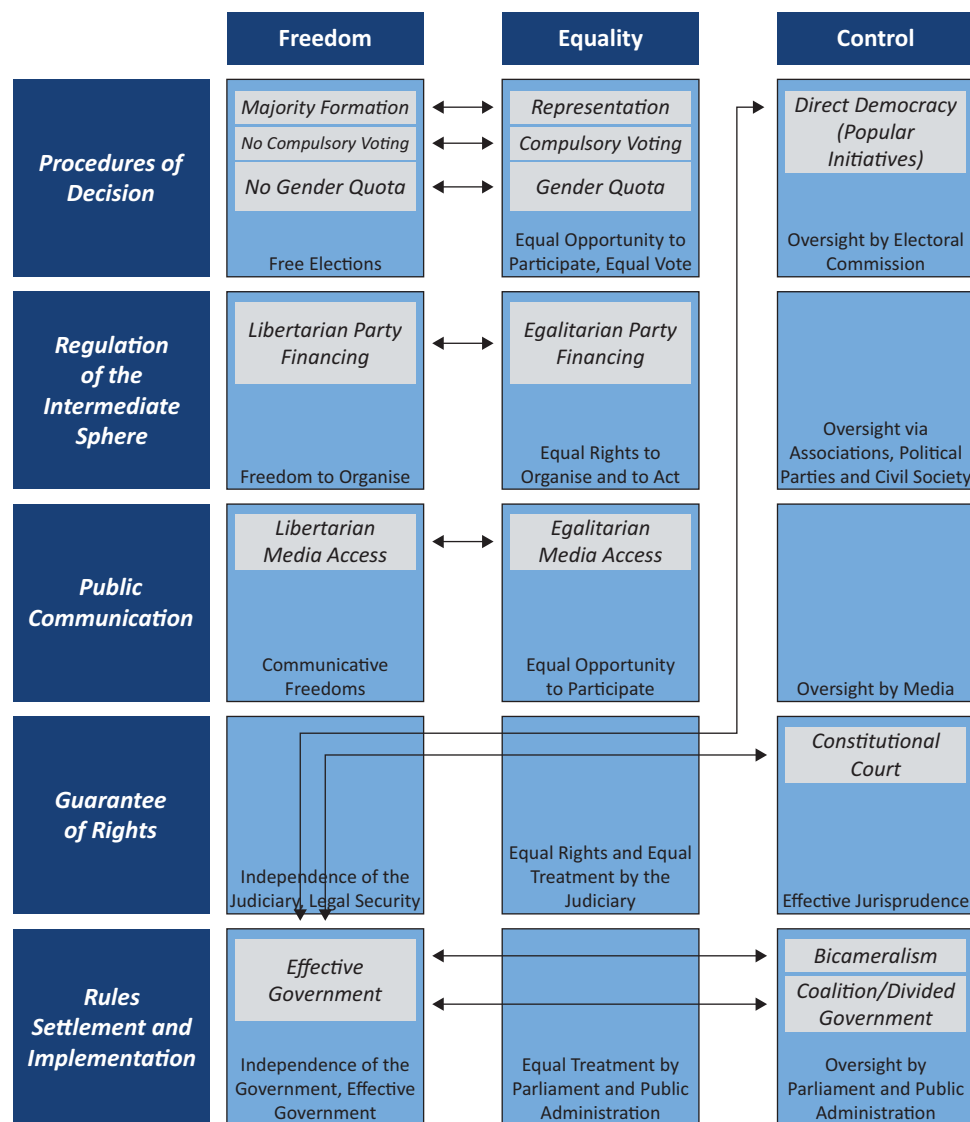 Freedom
Equality
Control
Procedures of
Decision
Majority Formation
No Compulsory Voting
No Gender Quota
Free Elections
Representation
Compulsory Voting
Gender Quota
Equal Opportunity to
Participate, Equal Vote
Direct Democracy
(Popular
Initiatives)
Oversight by Electoral
Commission
Regulation
of the
Intermediate
Sphere
Libertarian Party
Financing
Freedom to Organise
Egalitarian Party
Financing
Equal Rights to
Organise and to Act
Oversight via
Associations, Political
Parties and Civil Society
Public
Communication
Libertarian
Media Access
Communicative
Freedoms
Egalitarian
Media Access
Equal Opportunity
to Participate
Oversight by Media
Guarantee
of Rights
Independence of the
Judiciary, Legal Security
Equal Rights and Equal
Treatment by the
Judiciary
Constitutional
Court
Effective Jurisprudence
Rules
Settlement and
Implementation
Effective
Government
Independence of the
Government, Effective
Government
Equal Treatment by
Parliament and Public
Administration
Bicameralism
Coalition/Divided
Government
Oversight by
Parliament and Public
Administration